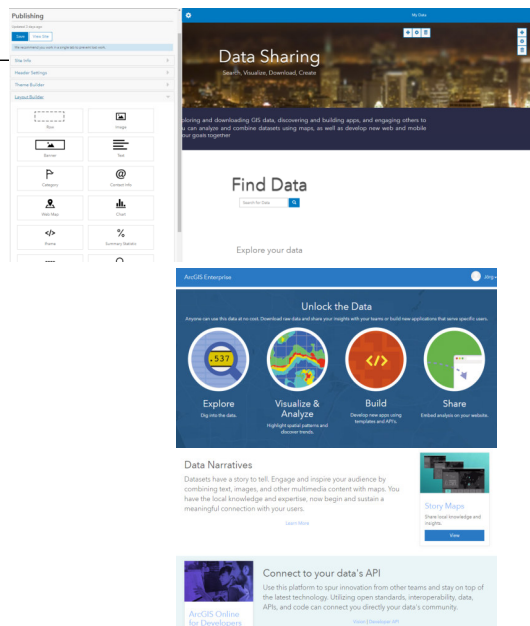 Publishing
Updated 2 days ago
Save
View Site
Site Info
Header Settings
Theme Builder
Layout Builder
Row
Image
Banner
Text
Category
Contact Info
Web Map
Chart
Iframe
Summary Statistic
My Data
Data Sharing
Search, Visualize, Download, Create
ploring and downloading GIS data, discovering and building apps, and engaging others to
u can analyze and combine datasets using maps, as well as develop new web and mobile
our goals together
Find Data
Search for Data
Explore your data
ArcGIS Enterprise
Jörg
Unlock the Data
Anyone can use this data at no cost. Download raw data and share your insights with your teams or build new applications that serve specific users.
.537
Explore
Dig into the data.
Visualize &
Analyze
Highlight spatial patterns and
discover trends.
</>
Build
Develop new apps using
templates and APIs.
Share
Embed analysis on your website.
Data Narratives
Datasets have a story to tell. Engage and inspire your audience by
combining text, images, and other multimedia content with maps. You
have the local knowledge and expertise, now begin and sustain a
meaningful connection with your users.
Learn More
Story Maps
Share local knowledge and
insights.
View
ArcGIS Online
for Developers
Connect to your data's API
Use this platform to spur innovation from other teams and stay on top of
the latest technology. Utilizing open standards, interoperability, data,
APIs, and code can connect you directly your data's community.
Developer API